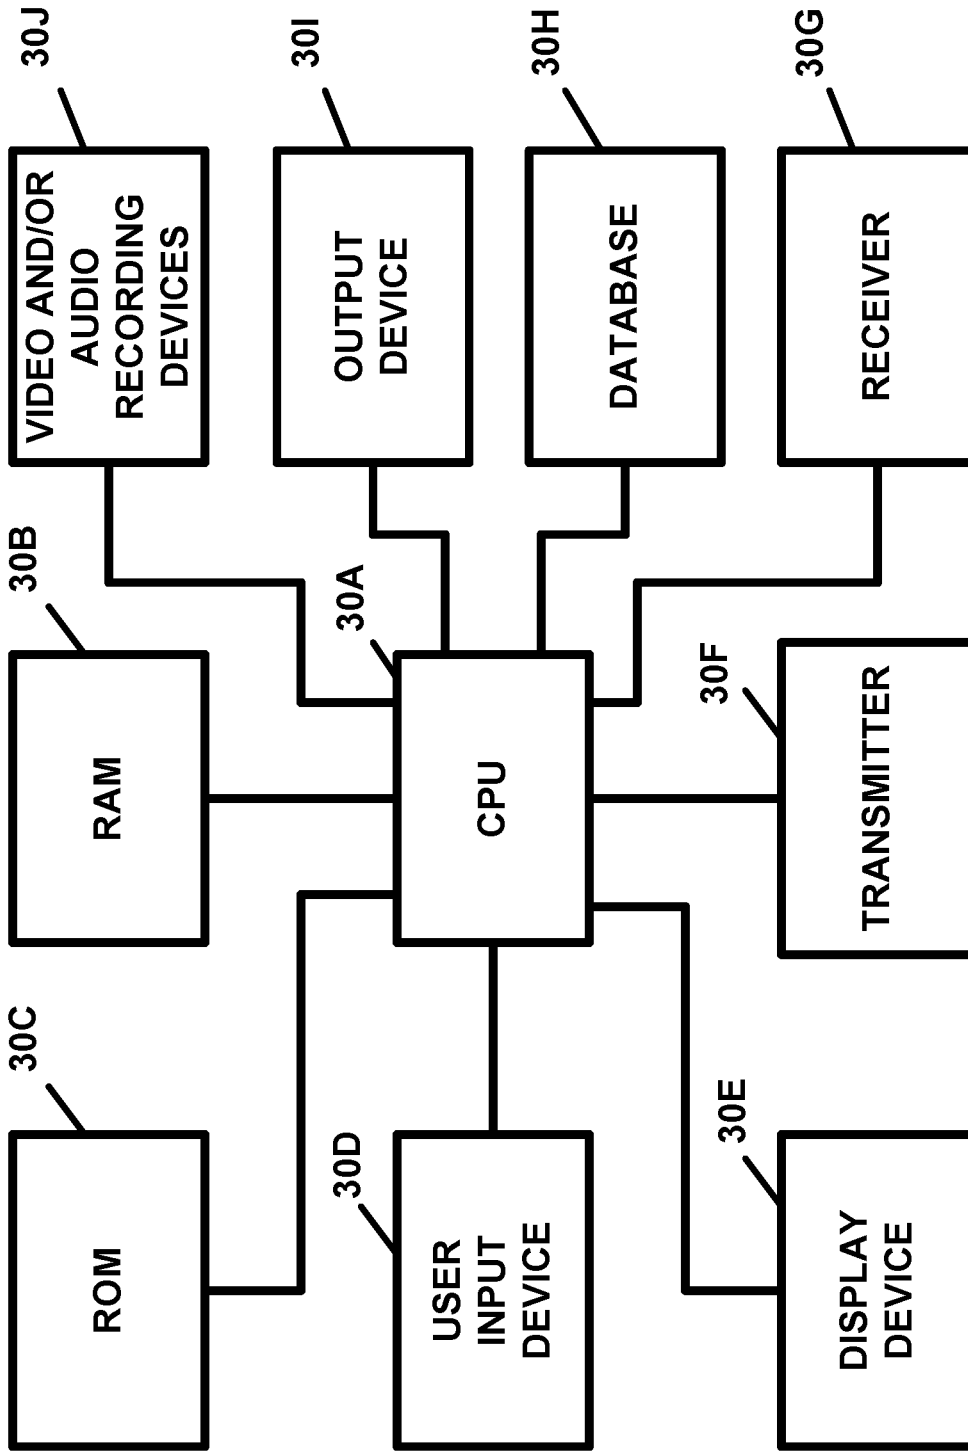 30C
ROM
30B
RAM
30J
VIDEO AND/OR
AUDIO
RECORDING
DEVICES
30D
USER
INPUT
DEVICE
30A
CPU
30I
OUTPUT
DEVICE
30H
DATABASE
30E
DISPLAY
DEVICE
30F
TRANSMITTER
30G
RECEIVER